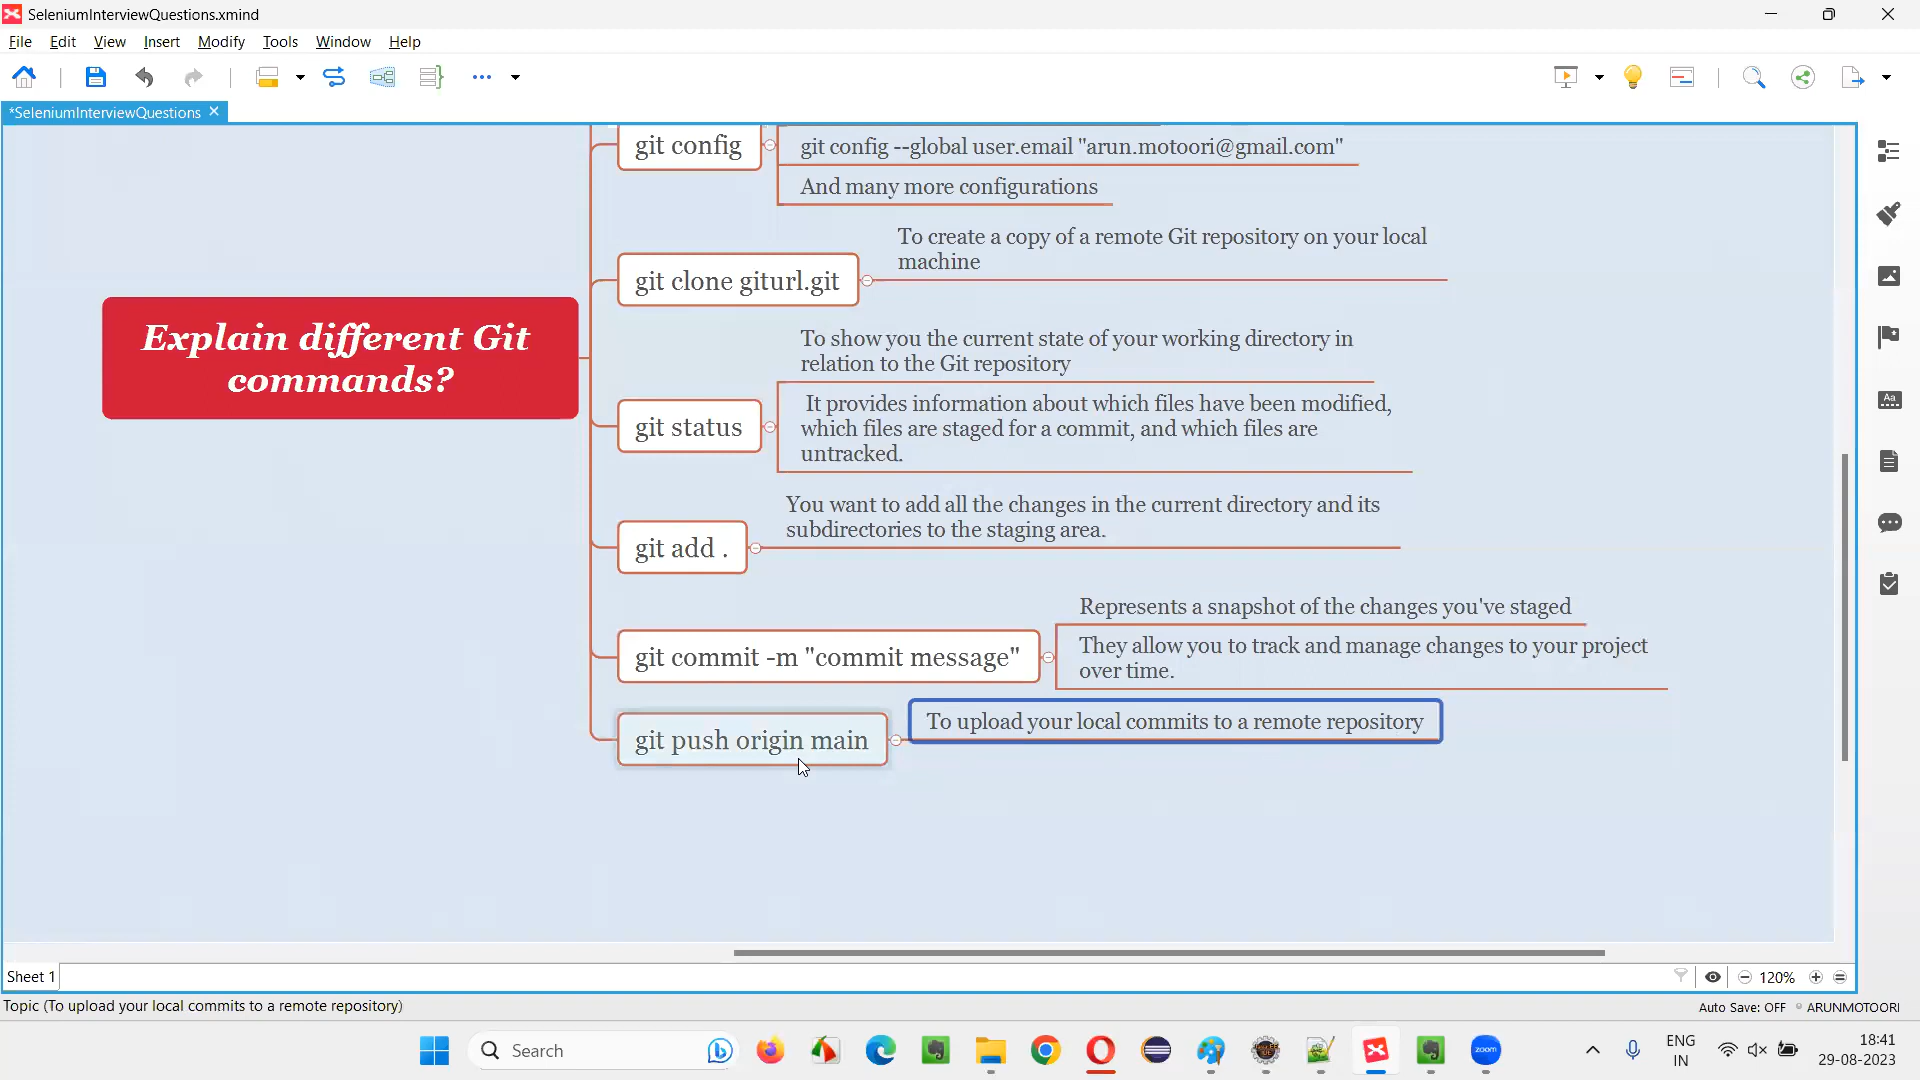 SeleniumInterviewQuestions.xmind
File Edit View Insert Modify Tools Window Help
*SeleniumInterviewQuestions
git config
git config --global user.email "arun.motoori@gmail.com"
And many more configurations
git clone giturl.git
To create a copy of a remote Git repository on your local
machine
Explain different Git
commands?
git status
To show you the current state of your working directory in
relation to the Git repository
It provides information about which files have been modified,
which files are staged for a commit, and which files are
untracked.
git add .
You want to add all the changes in the current directory and its
subdirectories to the staging area.
git commit -m "commit message"
Represents a snapshot of the changes you've staged
They allow you to track and manage changes to your project
over time.
git push origin main
To upload your local commits to a remote repository
Sheet 1
120%
Topic (To upload your local commits to a remote repository)
Auto Save: OFF
ARUNMOTOORI
Search
zoom
ENG
IN
18:41
29-08-2023